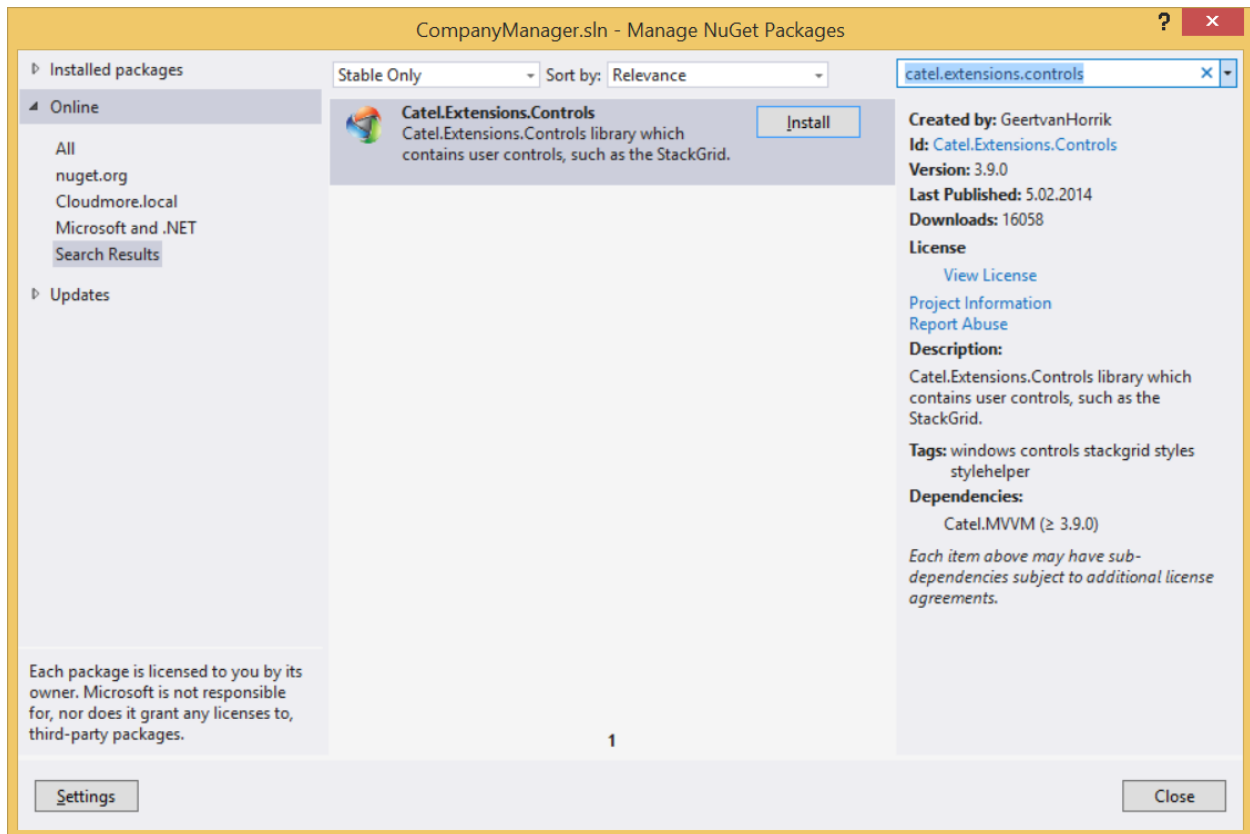 CompanyManager.sln - Manage NuGet Packages
?
Installed packages
Online
All
nuget.org
Cloudmore.local
Microsoft and .NET
Search Results
Updates
Each package is licensed to you by its
owner. Microsoft is not responsible
for, nor does it grant any licenses to,
third-party packages.
Stable Only
Sort by: Relevance
Catel.Extensions.Controls
Catel.Extensions.Controls library which
contains user controls, such as the StackGrid.
Install
1
catel.extensions.controls
Created by: GeertvanHorrik
Id: Catel.Extensions.Controls
Version: 3.9.0
Last Published: 5.02.2014
Downloads: 16058
License
View License
Project Information
Report Abuse
Description:
Catel.Extensions.Controls library which
contains user controls, such as the
StackGrid.
Tags: windows controls stackgrid styles
stylehelper
Dependencies:
Catel.MVVM (≥ 3.9.0)
Each item above may have sub-
dependencies subject to additional license
agreements.
Settings
Close